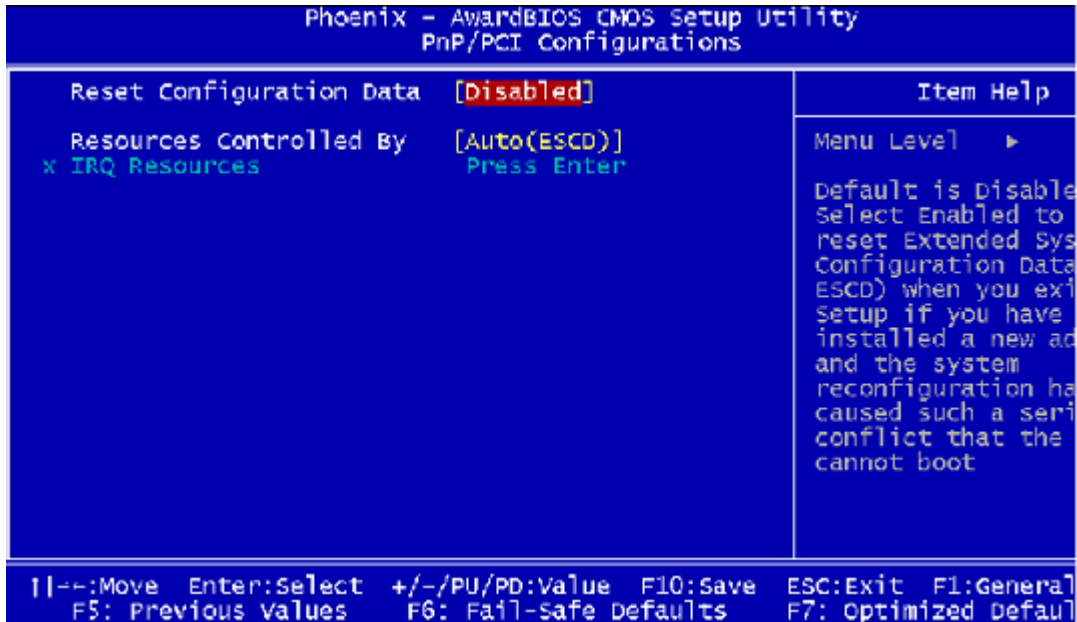 Phoenix - AwardBIOS CMOS Setup Utility
PnP/PCI Configurations
Reset Configuration Data [Disabled]
Resources Controlled By [Auto(ESCD)]
x IRQ Resources Press Enter
Item Help
Menu Level ►
Default is Disable
Select Enabled to
reset Extended Sys
Configuration Data
ESCD) when you exi
Setup if you have
installed a new ad
and the system
reconfiguration ha
caused such a seri
conflict that the
cannot boot
:Move Enter:Select +/-/PU/PD:Value F10:Save ESC:Exit F1:General
F5: Previous Values F6: Fail-Safe Defaults F7: Optimized Defaul